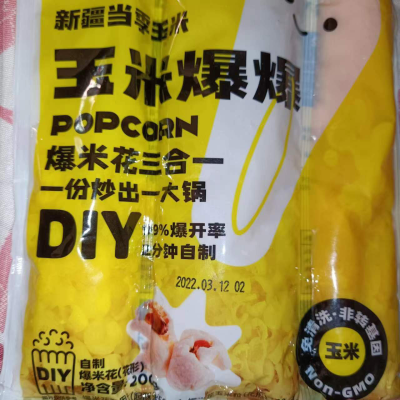 新疆当季玉米
玉米爆爆
POPCORN
爆米花三合一
一份炒出一大锅
DIY
9%爆开率
分钟自制
2022.03.12 02
免清洗·非转基因
玉米
Non-GMO
DIY
自制
爆米花(花形)
净含量:200